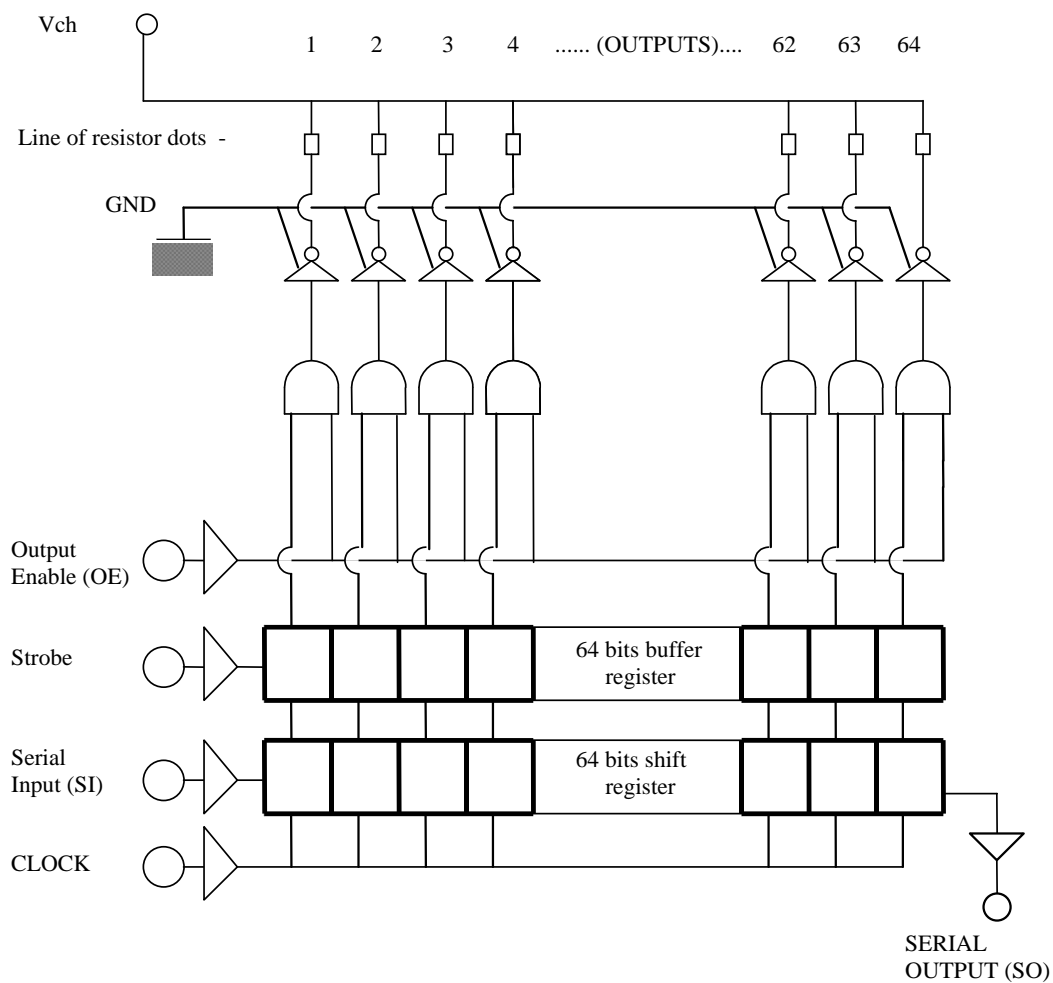 Vch
1 2 3 4 ...... (OUTPUTS).... 62 63 64
Line of resistor dots -
GND
Output
Enable (OE)
Strobe
64 bits buffer
register
Serial
Input (SI)
64 bits shift
register
CLOCK
SERIAL
OUTPUT (SO)